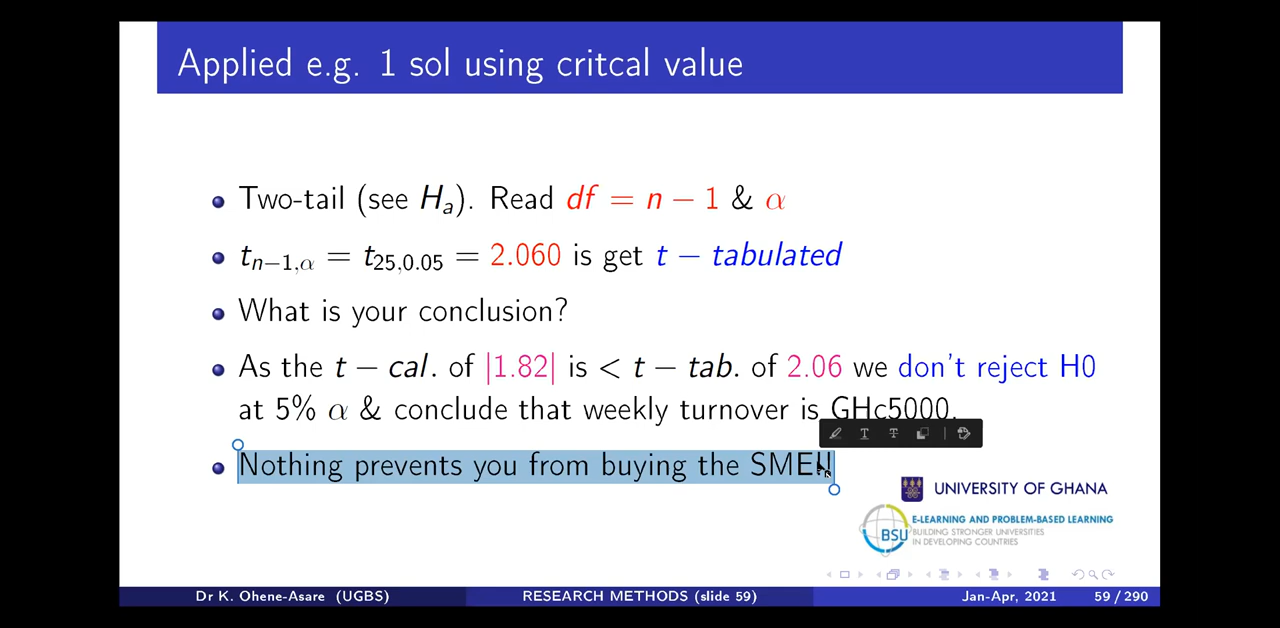 Applied e.g. 1 sol using critcal value
Two-tail (see Hₐ). Read df = n − 1 & α
tₙ₋₁,α = t₂₅,₀.₀₅ = 2.060 is get t − tabulated
What is your conclusion?
As the t − cal. of |1.82| is < t − tab. of 2.06 we don't reject H0
at 5% α & conclude that weekly turnover is GHc5000.
Nothing prevents you from buying the SME!!
UNIVERSITY OF GHANA
E-LEARNING AND PROBLEM-BASED LEARNING
BSU BUILDING STRONGER UNIVERSITIES
IN DEVELOPING COUNTRIES
Dr K. Ohene-Asare (UGBS) RESEARCH METHODS (slide 59) Jan-Apr, 2021 59 / 290